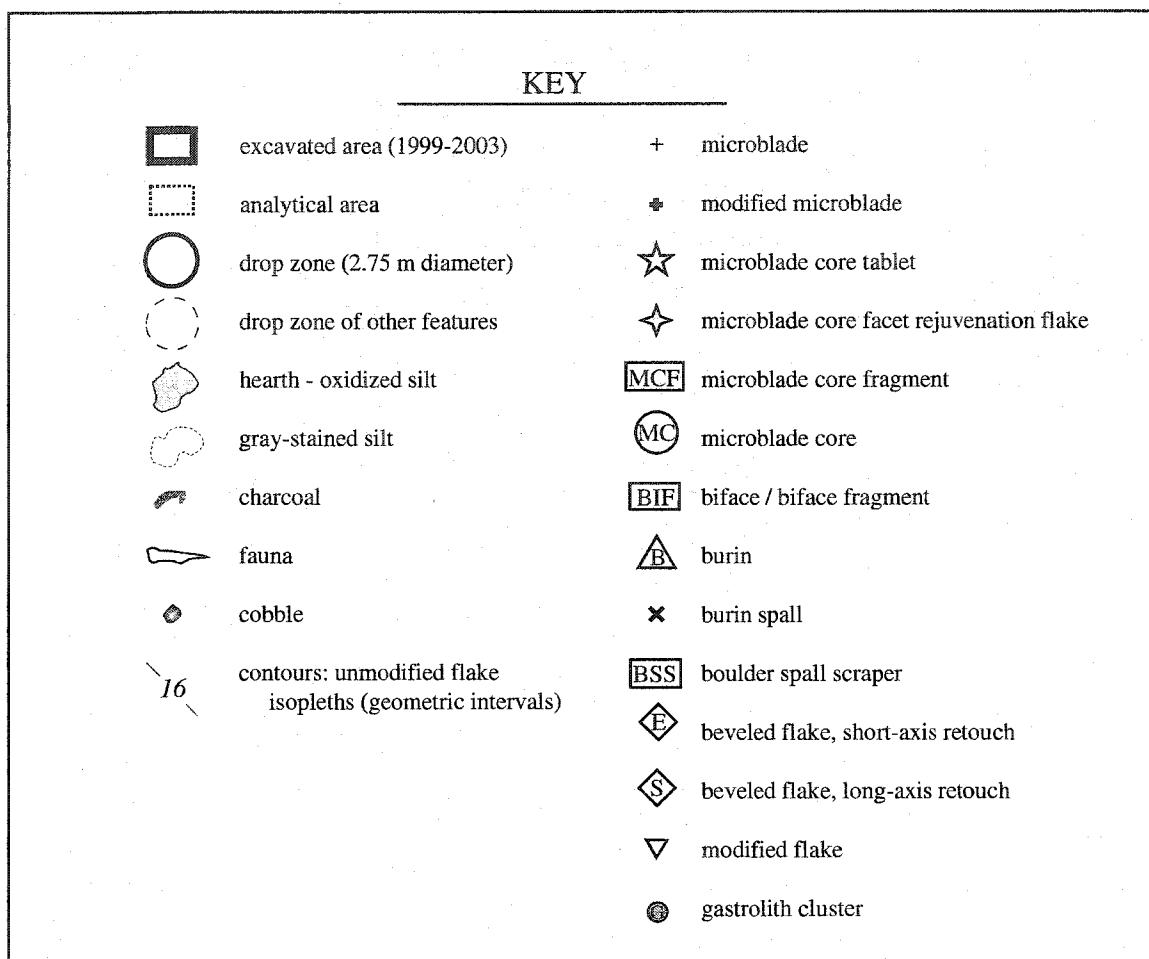 KEY
excavated area (1999-2003)
analytical area
drop zone (2.75 m diameter)
drop zone of other features
hearth - oxidized silt
gray-stained silt
charcoal
fauna
cobble
16
contours: unmodified flake
isopleths (geometric intervals)
+ microblade
modified microblade
microblade core tablet
microblade core facet rejuvenation flake
MCF microblade core fragment
MC microblade core
BIF biface / biface fragment
B burin
burin spall
BSS boulder spall scraper
E beveled flake, short-axis retouch
S beveled flake, long-axis retouch
modified flake
gastrolith cluster